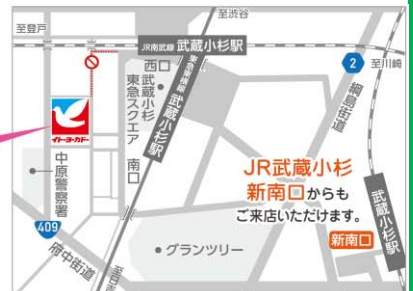 至渋谷
至登戸
JR南武線 武蔵小杉駅
至川崎
西口
武蔵小杉
東急スクエア
南口
東急東横線 武蔵小杉駅
2
綱島街道
イトーヨーカドー
中原警察署
409
府中街道
グランツリー
JR武蔵小杉
新南口からも
ご来店いただけます。
新南口
武蔵小杉駅